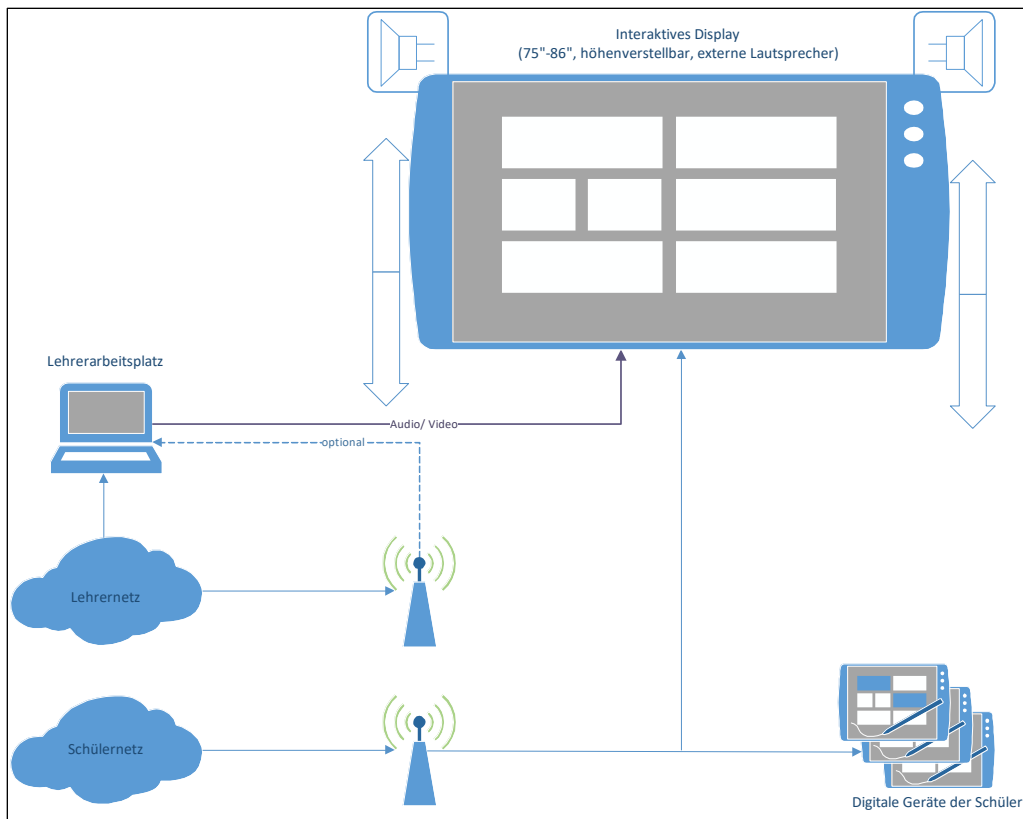 Interaktives Display
(75"-86", höhenverstellbar, externe Lautsprecher)
Lehrerarbeitsplatz
Audio/ Video
optional
Lehrernetz
Schülernetz
Digitale Geräte der Schüler